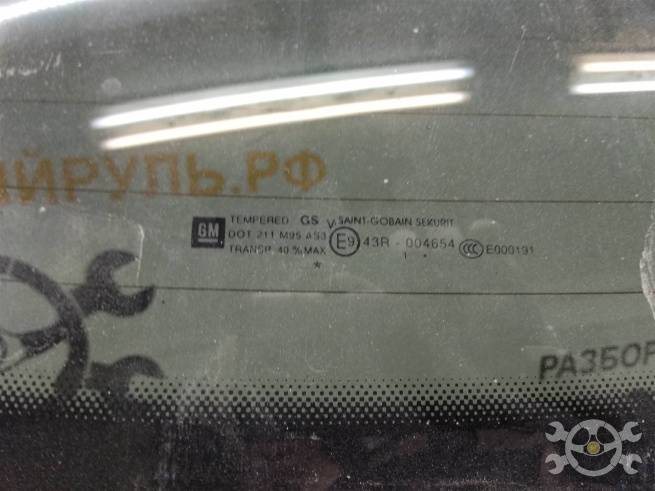 ЙРУЛЬ.РФ
GM TEMPERED GS V SAINT-GOBAIN SEKURIT
DOT 211 M95 AS3 E9 43R - 004654 CCC E000191
TRANSP. 40 % MAX
РАЗБОР